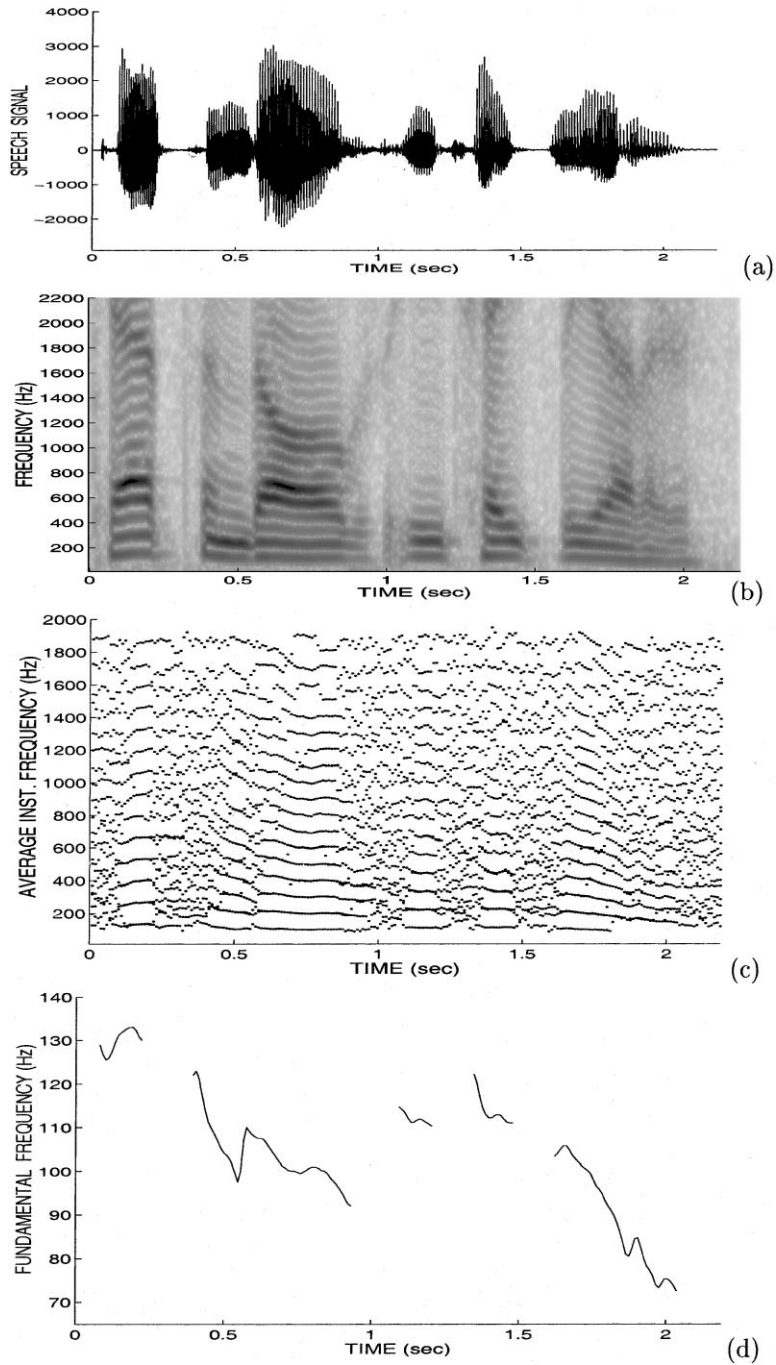 4000
3000
2000
1000
0
−1000
−2000
SPEECH SIGNAL
0 0.5 1 1.5 2
TIME (sec)
(a)
2200
2000
1800
1600
1400
1200
1000
800
600
400
200
FREQUENCY (Hz)
0 0.5 1 1.5 2
TIME (sec)
(b)
2000
1800
1600
1400
1200
1000
800
600
400
200
AVERAGE INST. FREQUENCY (Hz)
0 0.5 1 1.5 2
TIME (sec)
(c)
140
130
120
110
100
90
80
70
FUNDAMENTAL FREQUENCY (Hz)
0 0.5 1 1.5 2
TIME (sec)
(d)